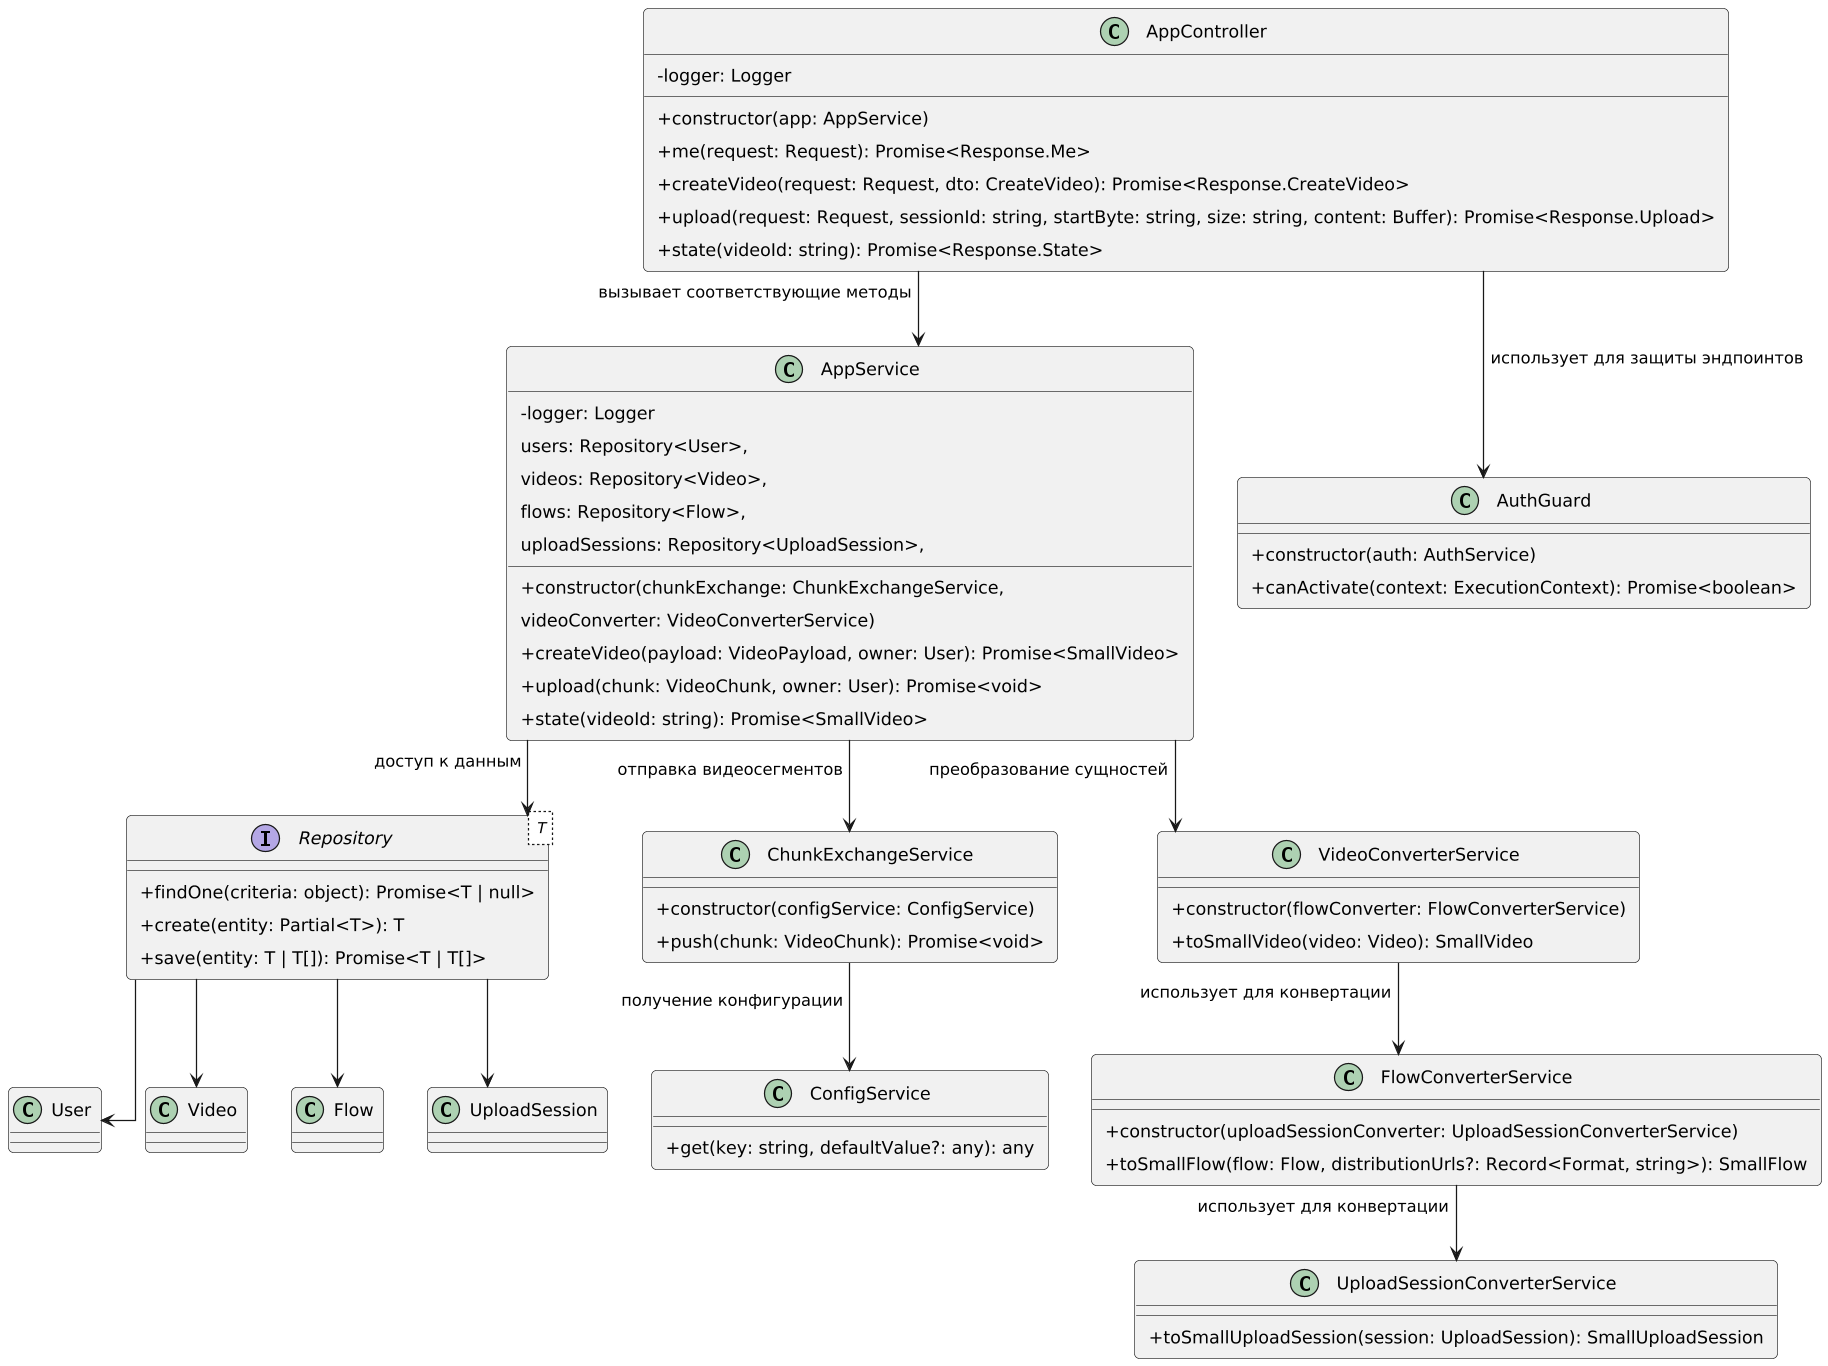 C AppController
-logger: Logger
+constructor(app: AppService)
+me(request: Request): Promise<Response.Me>
+createVideo(request: Request, dto: CreateVideo): Promise<Response.CreateVideo>
+upload(request: Request, sessionId: string, startByte: string, size: string, content: Buffer): Promise<Response.Upload>
+state(videoId: string): Promise<Response.State>
вызывает соответствующие методы
использует для защиты эндпоинтов
C AppService
-logger: Logger
users: Repository<User>,
videos: Repository<Video>,
flows: Repository<Flow>,
uploadSessions: Repository<UploadSession>,
+constructor(chunkExchange: ChunkExchangeService,
videoConverter: VideoConverterService)
+createVideo(payload: VideoPayload, owner: User): Promise<SmallVideo>
+upload(chunk: VideoChunk, owner: User): Promise<void>
+state(videoId: string): Promise<SmallVideo>
C AuthGuard
+constructor(auth: AuthService)
+canActivate(context: ExecutionContext): Promise<boolean>
доступ к данным
отправка видеосегментов
преобразование сущностей
I Repository
T
+findOne(criteria: object): Promise<T | null>
+create(entity: Partial<T>): T
+save(entity: T | T[]): Promise<T | T[]>
C ChunkExchangeService
+constructor(configService: ConfigService)
+push(chunk: VideoChunk): Promise<void>
C VideoConverterService
+constructor(flowConverter: FlowConverterService)
+toSmallVideo(video: Video): SmallVideo
получение конфигурации
использует для конвертации
C User
C Video
C Flow
C UploadSession
C ConfigService
+get(key: string, defaultValue?: any): any
C FlowConverterService
+constructor(uploadSessionConverter: UploadSessionConverterService)
+toSmallFlow(flow: Flow, distributionUrls?: Record<Format, string>): SmallFlow
использует для конвертации
C UploadSessionConverterService
+toSmallUploadSession(session: UploadSession): SmallUploadSession